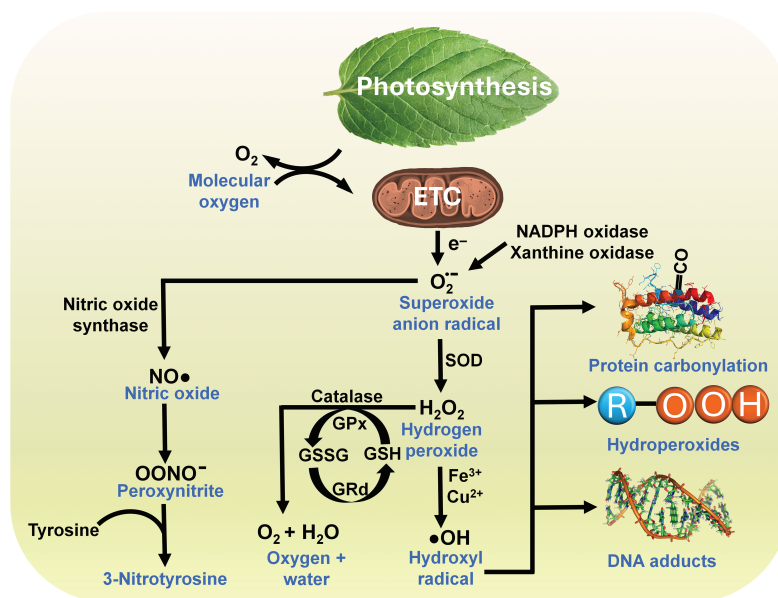 Photosynthesis
O₂
Molecular
oxygen
ETC
e⁻
NADPH oxidase
Xanthine oxidase
O₂•⁻
Superoxide
anion radical
Nitric oxide
synthase
CO
Protein carbonylation
SOD
NO•
Nitric oxide
Catalase
GPx
GSSG
GSH
GRd
H₂O₂
Hydrogen
peroxide
R
O
O
H
Hydroperoxides
OONO⁻
Peroxynitrite
Fe³⁺
Cu²⁺
Tyrosine
O₂ + H₂O
Oxygen +
water
•OH
Hydroxyl
radical
DNA adducts
3-Nitrotyrosine